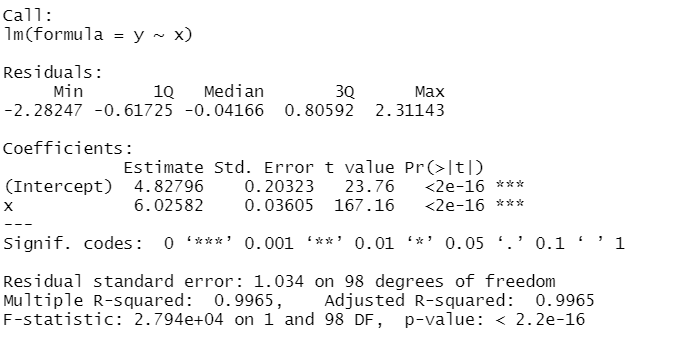 Call:
lm(formula = y ~ x)
Residuals:
Min 1Q Median 3Q Max
-2.28247 -0.61725 -0.04166 0.80592 2.31143
Coefficients:
Estimate Std. Error t value Pr(>|t|)
(Intercept) 4.82796 0.20323 23.76 <2e-16 ***
x 6.02582 0.03605 167.16 <2e-16 ***
---
Signif. codes: 0 ‘***’ 0.001 ‘**’ 0.01 ‘*’ 0.05 ‘.’ 0.1 ‘ ’ 1
Residual standard error: 1.034 on 98 degrees of freedom
Multiple R-squared: 0.9965, Adjusted R-squared: 0.9965
F-statistic: 2.794e+04 on 1 and 98 DF, p-value: < 2.2e-16